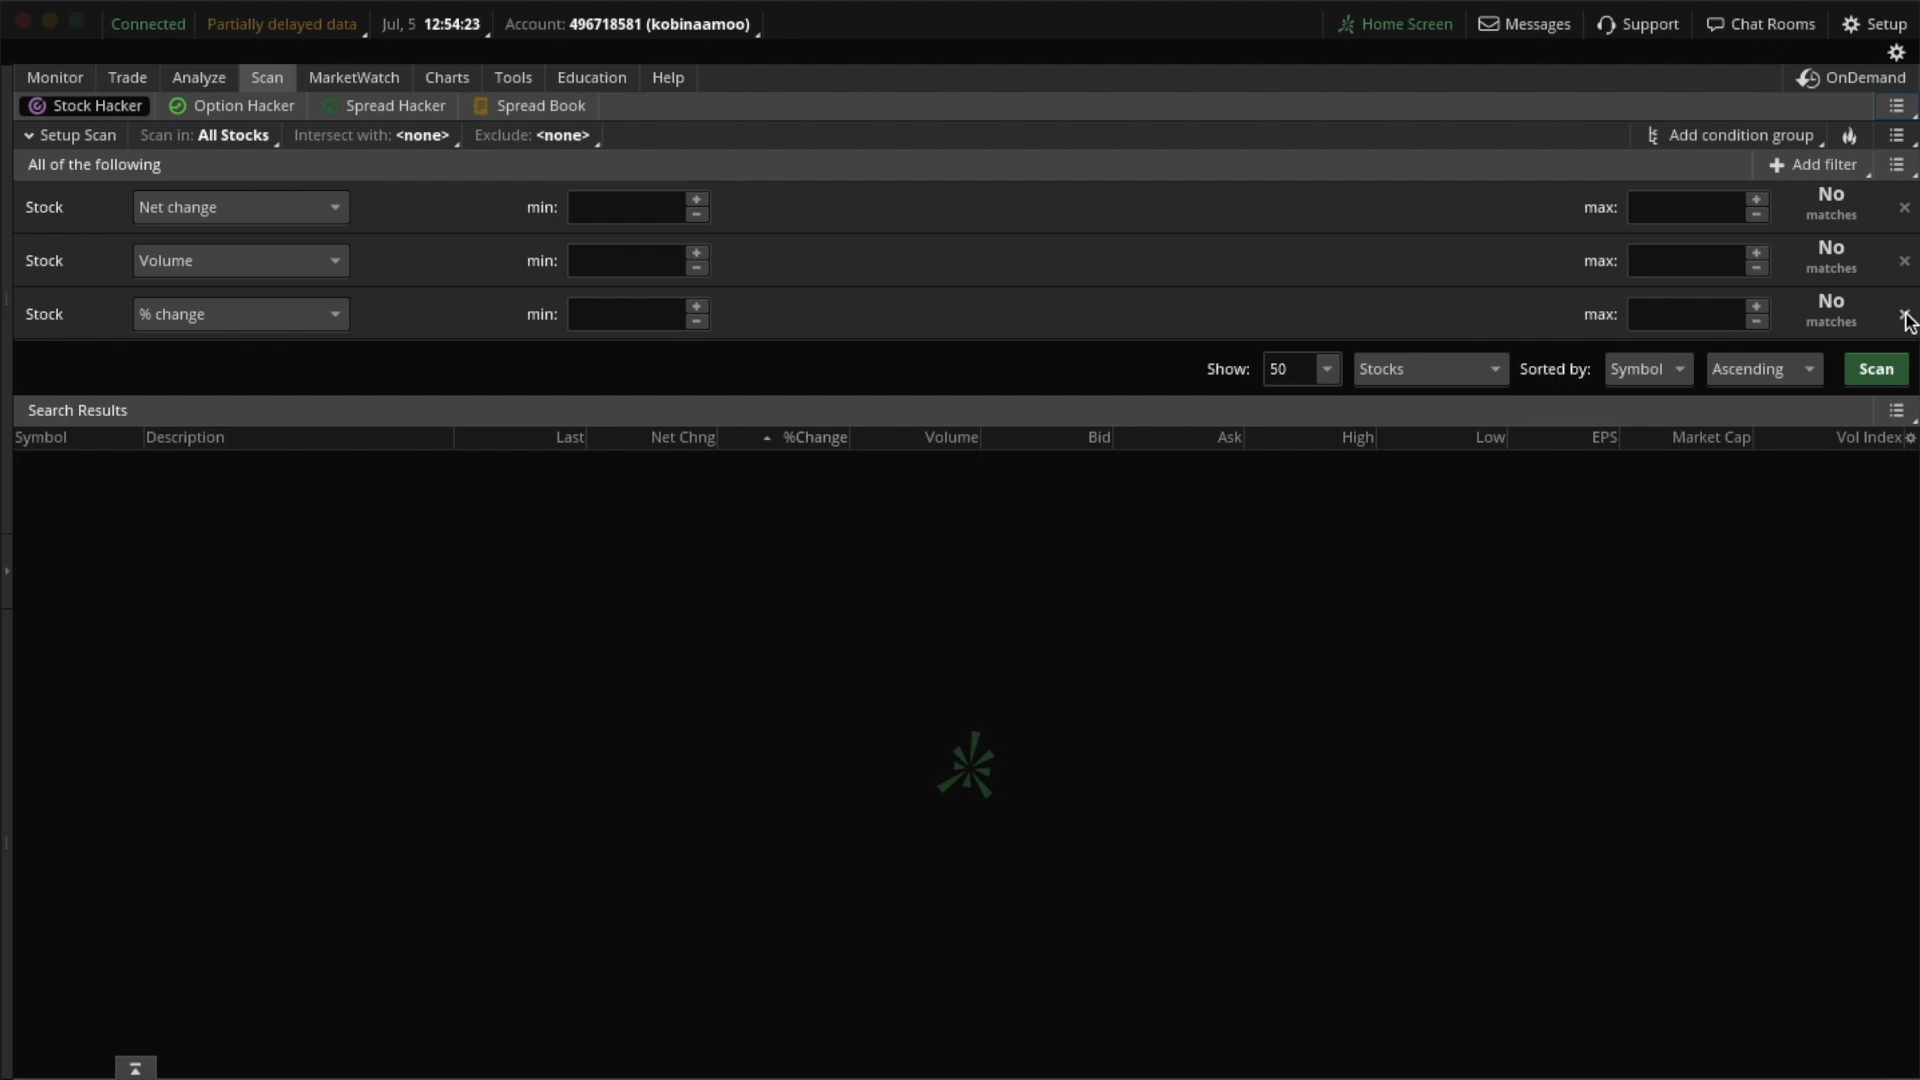 Connected Partially delayed data Jul, 5 12:54:23 Account: 496718581 (kobinaamoo) Home Screen Messages Support Chat Rooms Setup
Monitor Trade Analyze Scan MarketWatch Charts Tools Education Help OnDemand
Stock Hacker Option Hacker Spread Hacker Spread Book
Setup Scan Scan in: All Stocks Intersect with: <none> Exclude: <none> Add condition group
All of the following Add filter
Stock Net change min: max: No matches
Stock Volume min: max: No matches
Stock % change min: max: No matches
Show: 50 Stocks Sorted by: Symbol Ascending Scan
Search Results
Symbol Description Last Net Chng %Change Volume Bid Ask High Low EPS Market Cap Vol Index